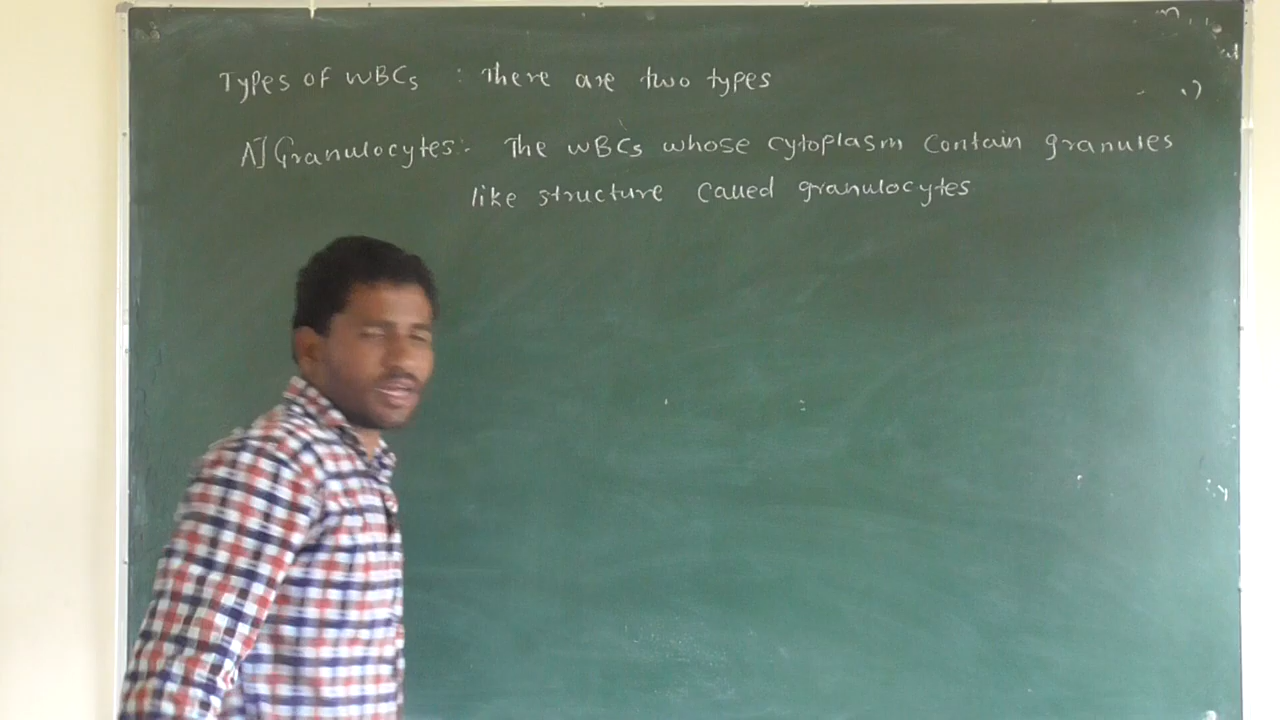 Types of WBCs : There are two types
A] Granulocytes:- The WBCs whose cytoplasm contain granules
like structure called granulocytes